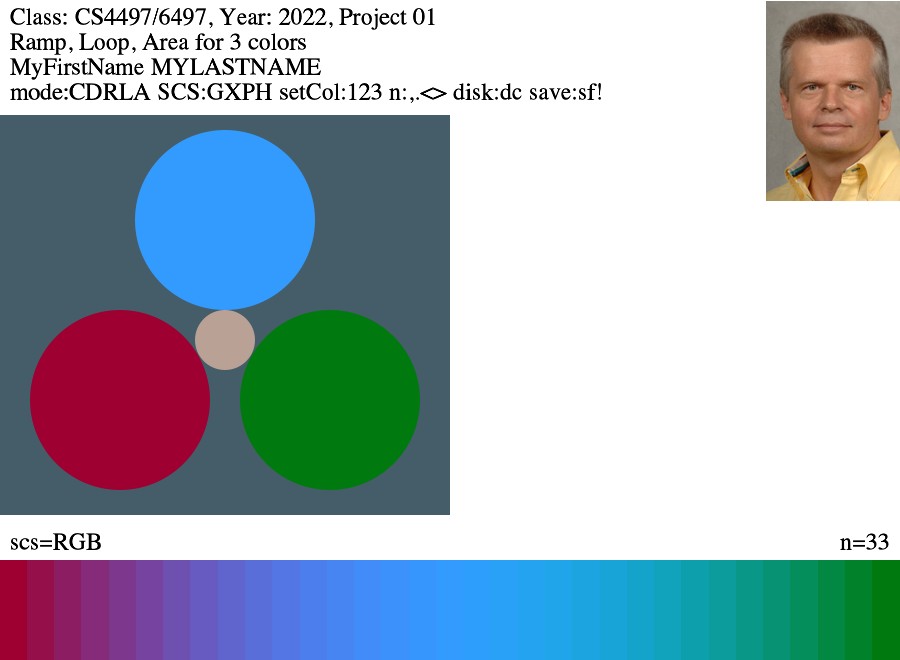 Class: CS4497/6497, Year: 2022, Project 01
Ramp, Loop, Area for 3 colors
MyFirstName MYLASTNAME
mode:CDRLA SCS:GXPH setCol:123 n:,.<> disk:dc save:sf!
scs=RGB
n=33